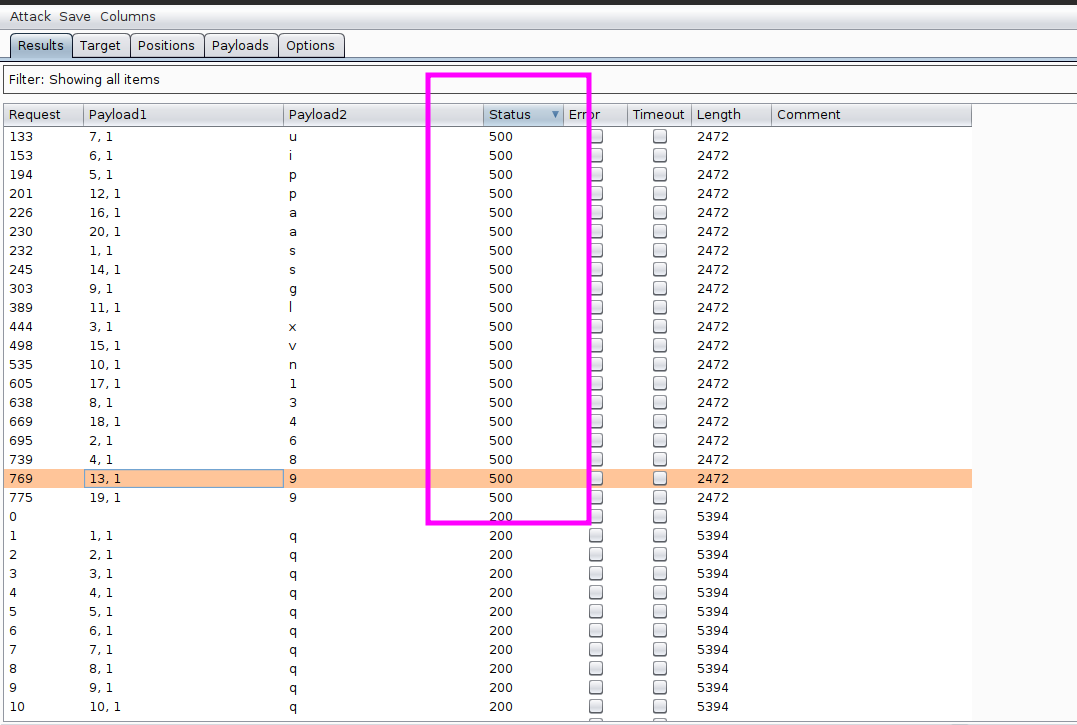 Attack Save Columns
Results Target Positions Payloads Options
Filter: Showing all items
Request Payload1 Payload2 Status Error Timeout Length Comment
133 7, 1 u 500 2472
153 6, 1 i 500 2472
194 5, 1 p 500 2472
201 12, 1 p 500 2472
226 16, 1 a 500 2472
230 20, 1 a 500 2472
232 1, 1 s 500 2472
245 14, 1 s 500 2472
303 9, 1 g 500 2472
389 11, 1 l 500 2472
444 3, 1 x 500 2472
498 15, 1 v 500 2472
535 10, 1 n 500 2472
605 17, 1 1 500 2472
638 8, 1 3 500 2472
669 18, 1 4 500 2472
695 2, 1 6 500 2472
739 4, 1 8 500 2472
769 13, 1 9 500 2472
775 19, 1 9 500 2472
0 200 5394
1 1, 1 q 200 5394
2 2, 1 q 200 5394
3 3, 1 q 200 5394
4 4, 1 q 200 5394
5 5, 1 q 200 5394
6 6, 1 q 200 5394
7 7, 1 q 200 5394
8 8, 1 q 200 5394
9 9, 1 q 200 5394
10 10, 1 q 200 5394